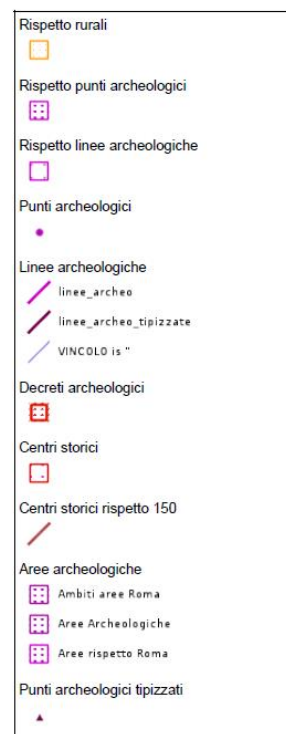 Rispetto rurali
Rispetto punti archeologici
Rispetto linee archeologiche
Punti archeologici
Linee archeologiche
linee_archeo
linee_archeo_tipizzate
VINCOLO is "
Decreti archeologici
Centri storici
Centri storici rispetto 150
Aree archeologiche
Ambiti aree Roma
Aree Archeologiche
Aree rispetto Roma
Punti archeologici tipizzati